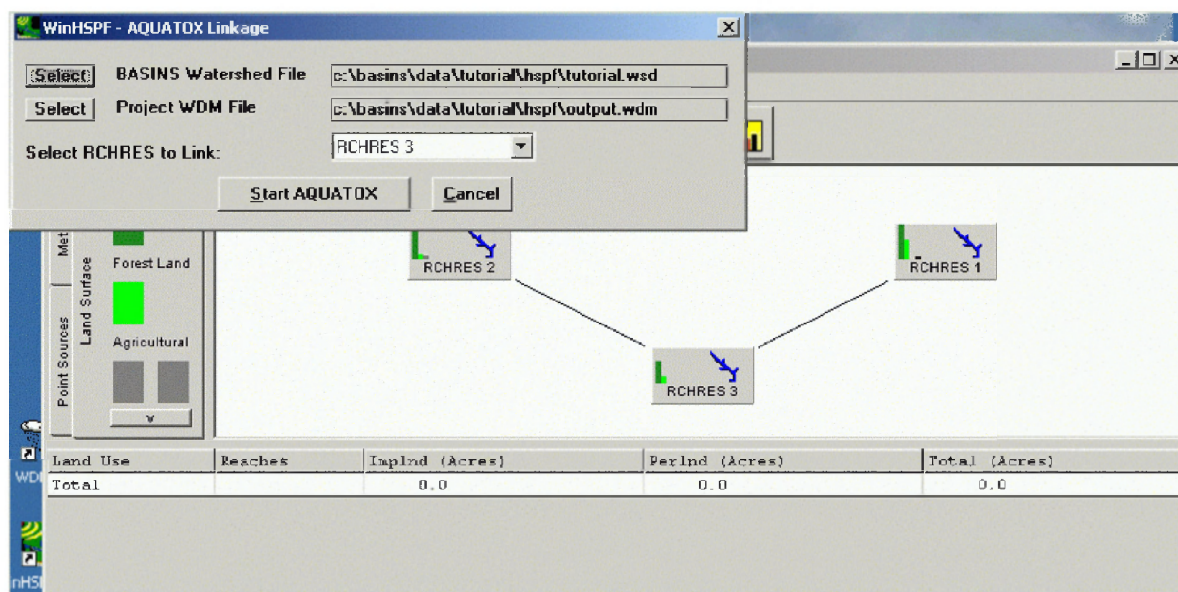 WinHSPF - AQUATOX Linkage
Select BASINS Watershed File c:\basins\data\tutorial\hspf\tutorial.wsd
Select Project WDM File c:\basins\data\tutorial\hspf\output.wdm
Select RCHRES to Link: RCHRES 3
Start AQUATOX Cancel
Met
Point Sources
Land Surface
Forest Land
Agricultural
RCHRES 2
RCHRES 1
RCHRES 3
Land Use Reaches ImpInd (Acres) PerInd (Acres) Total (Acres)
Total 0.0 0.0 0.0